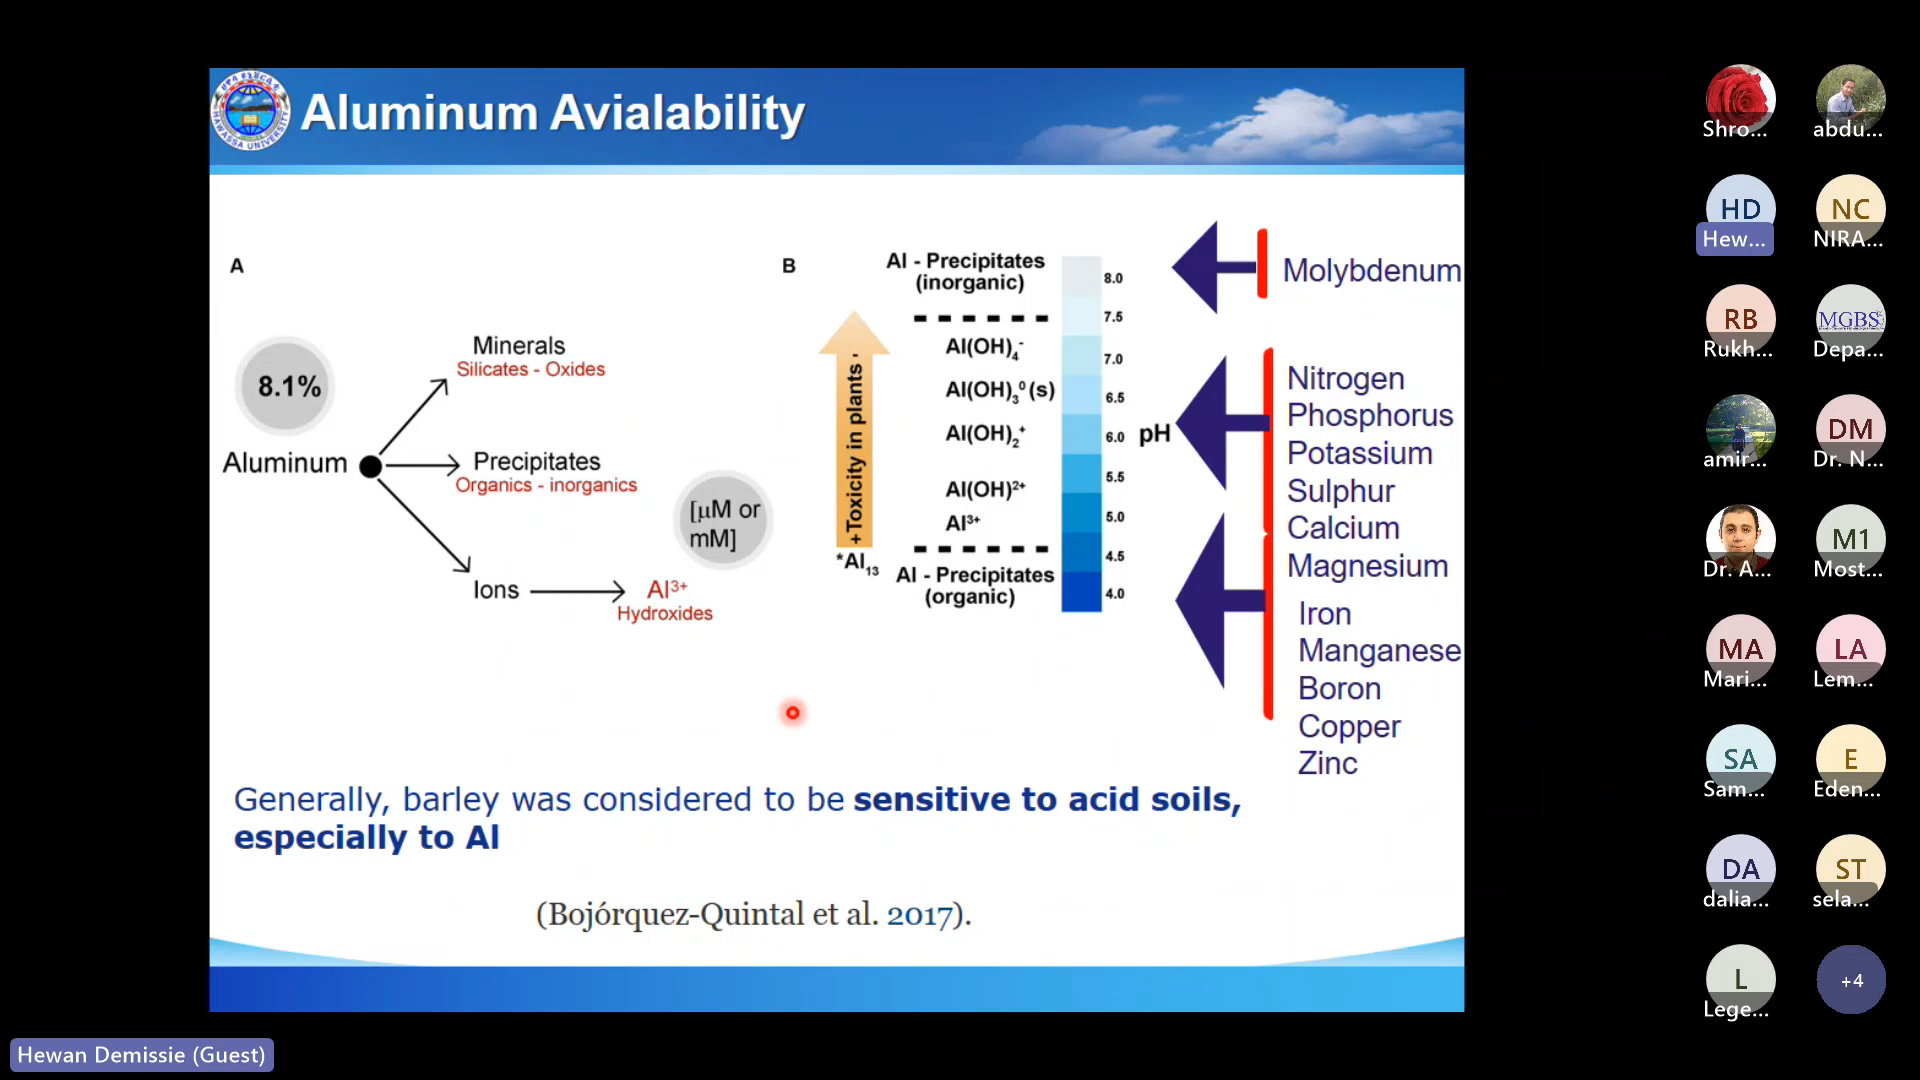 Aluminum Avialability
HAWASSA UNIVERSITY
A
8.1%
Aluminum
Minerals
Silicates - Oxides
Precipitates
Organics - inorganics
Ions
Al³⁺
Hydroxides
[µM or
mM]
B
Al - Precipitates
(inorganic)
Al(OH)₄⁻
Al(OH)₃⁰ (s)
Al(OH)₂⁺
Al(OH)²⁺
Al³⁺
Al - Precipitates
(organic)
+Toxicity in plants -
*Al₁₃
8.0
7.5
7.0
6.5
6.0
5.5
5.0
4.5
4.0
pH
Molybdenum
Nitrogen
Phosphorus
Potassium
Sulphur
Calcium
Magnesium
Iron
Manganese
Boron
Copper
Zinc
Generally, barley was considered to be sensitive to acid soils,
especially to Al
(Bojórquez-Quintal et al. 2017).
Shro...
abdu...
HD
Hew...
NC
NIRA...
RB
Rukh...
MGBS
Depa...
amir...
DM
Dr. N...
Dr. A...
M1
Most...
MA
Mari...
LA
Lem...
SA
Sam...
E
Eden...
DA
dalia...
ST
sela...
L
Lege...
+4
Hewan Demissie (Guest)